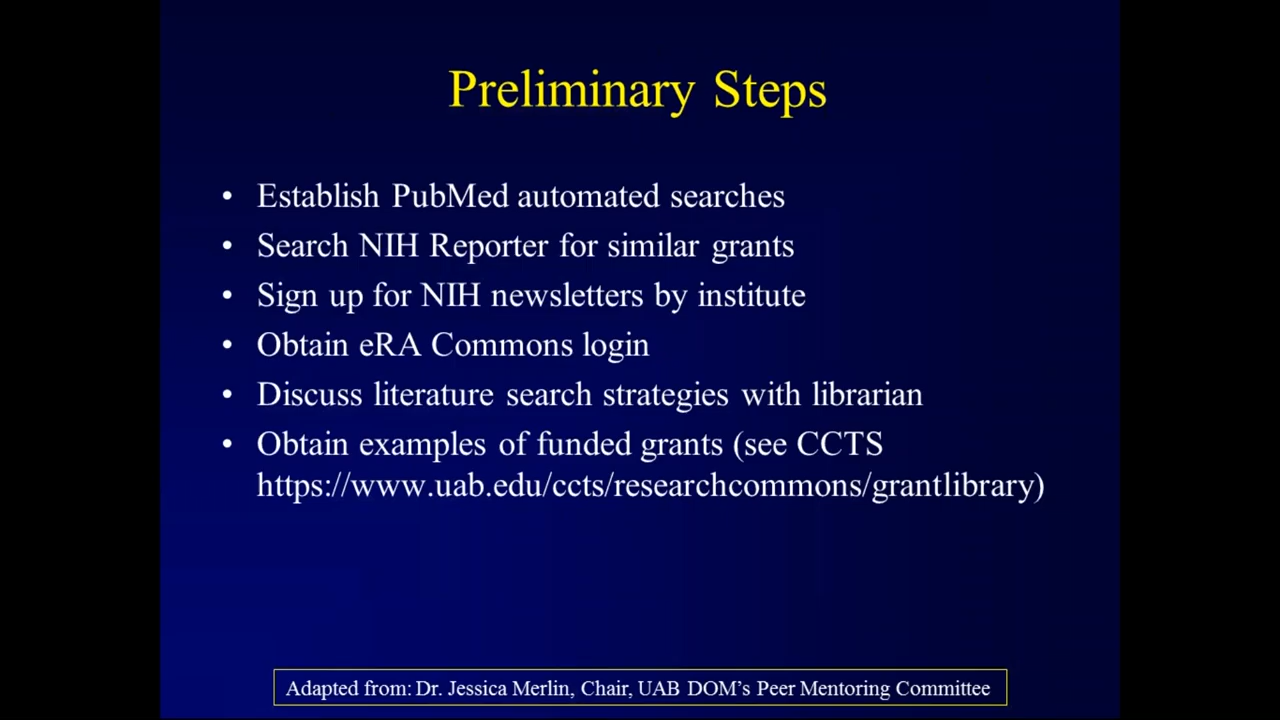 Preliminary Steps
• Establish PubMed automated searches
• Search NIH Reporter for similar grants
• Sign up for NIH newsletters by institute
• Obtain eRA Commons login
• Discuss literature search strategies with librarian
• Obtain examples of funded grants (see CCTS
https://www.uab.edu/ccts/researchcommons/grantlibrary)
Adapted from: Dr. Jessica Merlin, Chair, UAB DOM's Peer Mentoring Committee